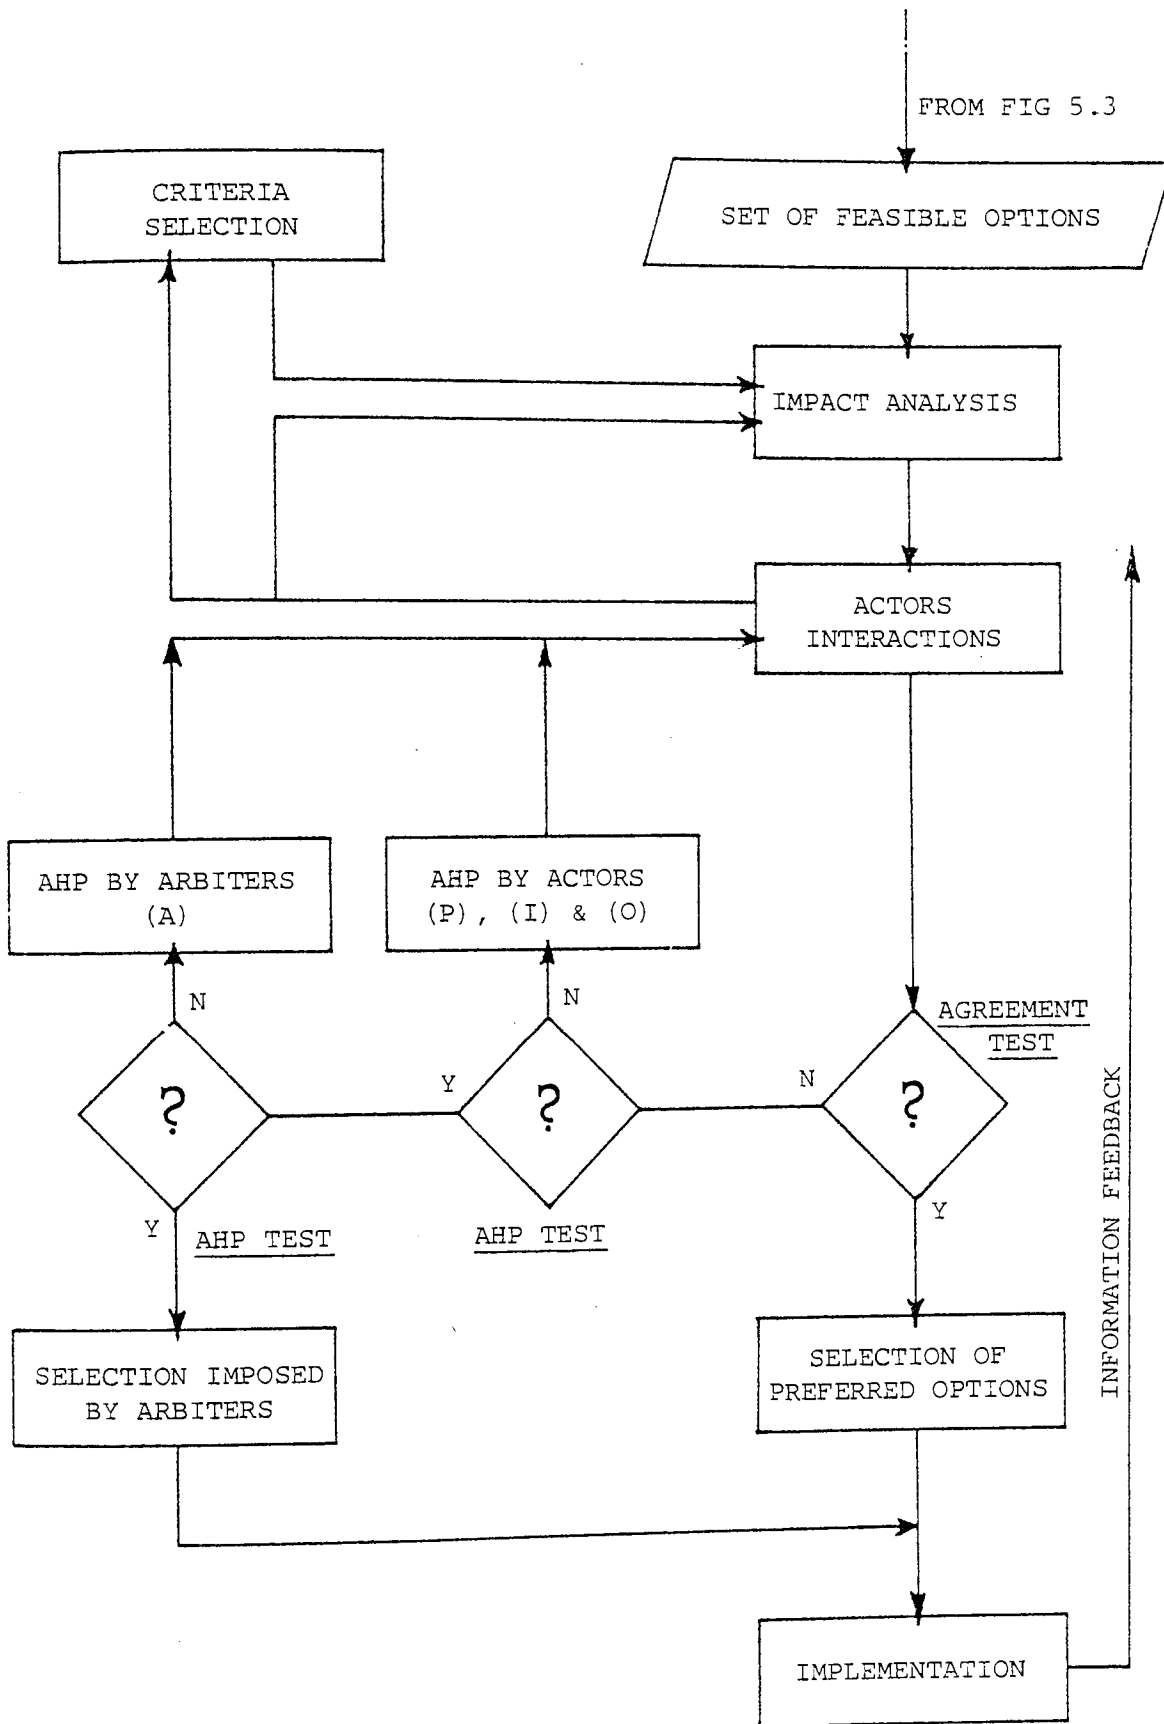 FROM FIG 5.3
CRITERIA
SELECTION
SET OF FEASIBLE OPTIONS
IMPACT ANALYSIS
ACTORS
INTERACTIONS
AHP BY ARBITERS
(A)
AHP BY ACTORS
(P), (I) & (O)
N
N
AGREEMENT
TEST
?
Y
?
N
?
Y
AHP TEST
AHP TEST
Y
INFORMATION FEEDBACK
SELECTION IMPOSED
BY ARBITERS
SELECTION OF
PREFERRED OPTIONS
IMPLEMENTATION